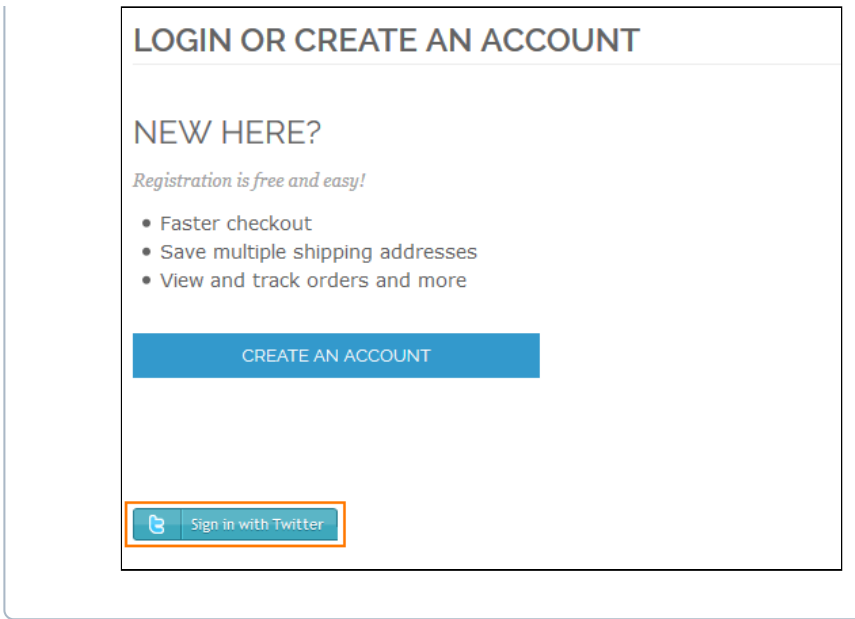 LOGIN OR CREATE AN ACCOUNT
NEW HERE?
Registration is free and easy!
• Faster checkout
• Save multiple shipping addresses
• View and track orders and more
CREATE AN ACCOUNT
Sign in with Twitter